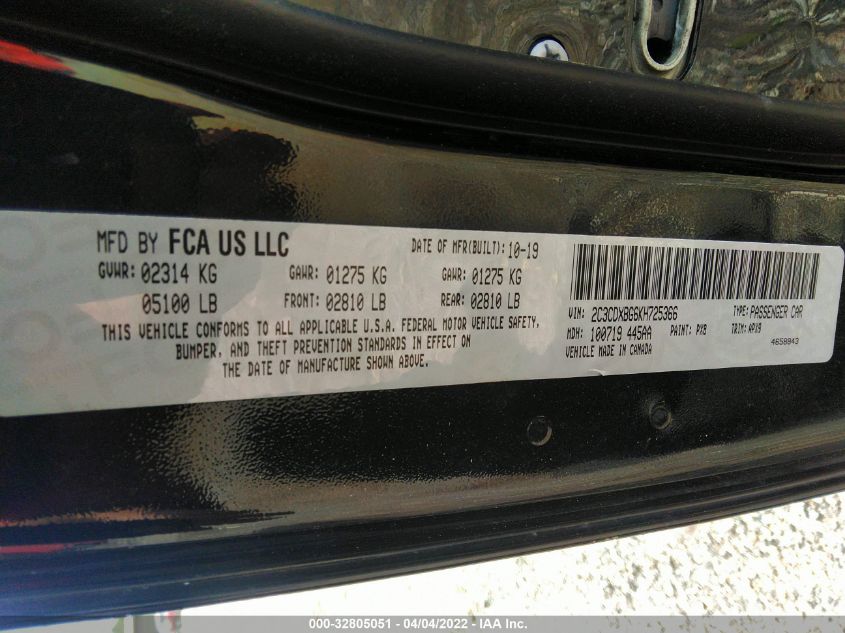 MFD BY FCA US LLC
DATE OF MFR(BUILT): 10-19
GVWR: 02314 KG GAWR: 01275 KG GAWR: 01275 KG
05100 LB FRONT: 02810 LB REAR: 02810 LB
THIS VEHICLE CONFORMS TO ALL APPLICABLE U.S.A. FEDERAL MOTOR VEHICLE SAFETY,
BUMPER, AND THEFT PREVENTION STANDARDS IN EFFECT ON
THE DATE OF MANUFACTURE SHOWN ABOVE.
VIN: 2C3CDXBG6KH725366 TYPE: PASSENGER CAR
MDH: 100719 445AA PAINT: PX8 TRIM: APX9
VEHICLE MADE IN CANADA 4658943
000-32805051 - 04/04/2022 - IAA Inc.